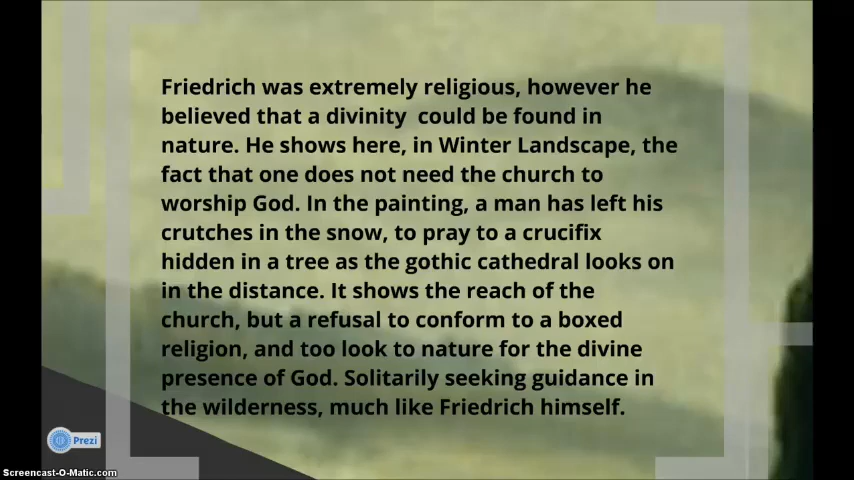 Friedrich was extremely religious, however he
believed that a divinity could be found in
nature. He shows here, in Winter Landscape, the
fact that one does not need the church to
worship God. In the painting, a man has left his
crutches in the snow, to pray to a crucifix
hidden in a tree as the gothic cathedral looks on
in the distance. It shows the reach of the
church, but a refusal to conform to a boxed
religion, and too look to nature for the divine
presence of God. Solitarily seeking guidance in
the wilderness, much like Friedrich himself.
Prezi
Screencast-O-Matic.com